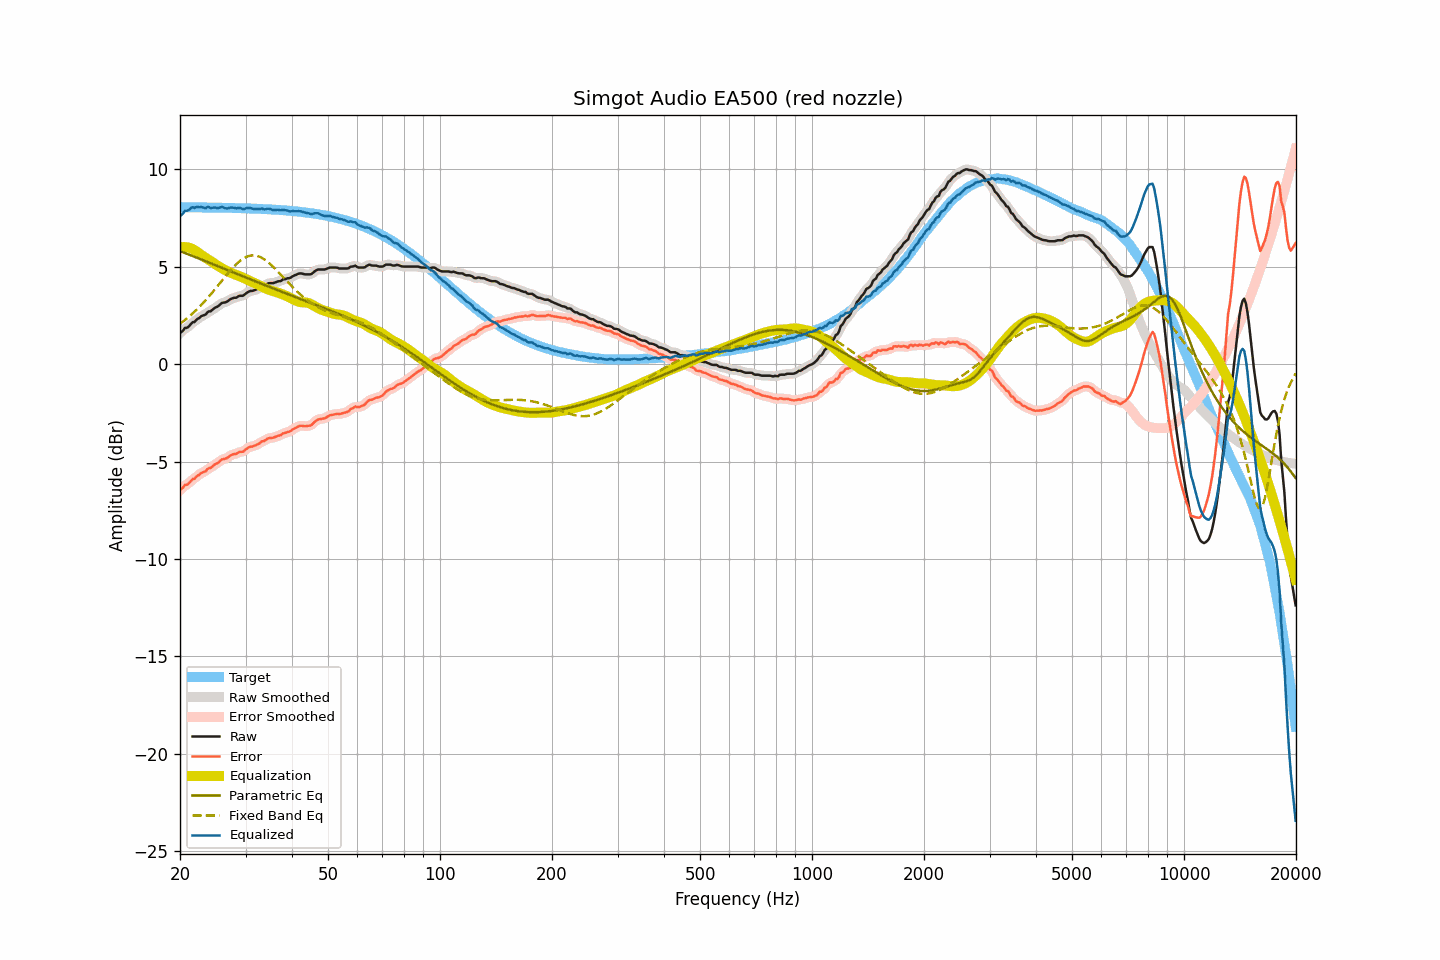 Simgot Audio EA500 (red nozzle)
Amplitude (dBr)
10
5
0
−5
−10
−15
−20
−25
Target
Raw Smoothed
Error Smoothed
Raw
Error
Equalization
Parametric Eq
Fixed Band Eq
Equalized
20 50 100 200 500 1000 2000 5000 10000 20000
Frequency (Hz)